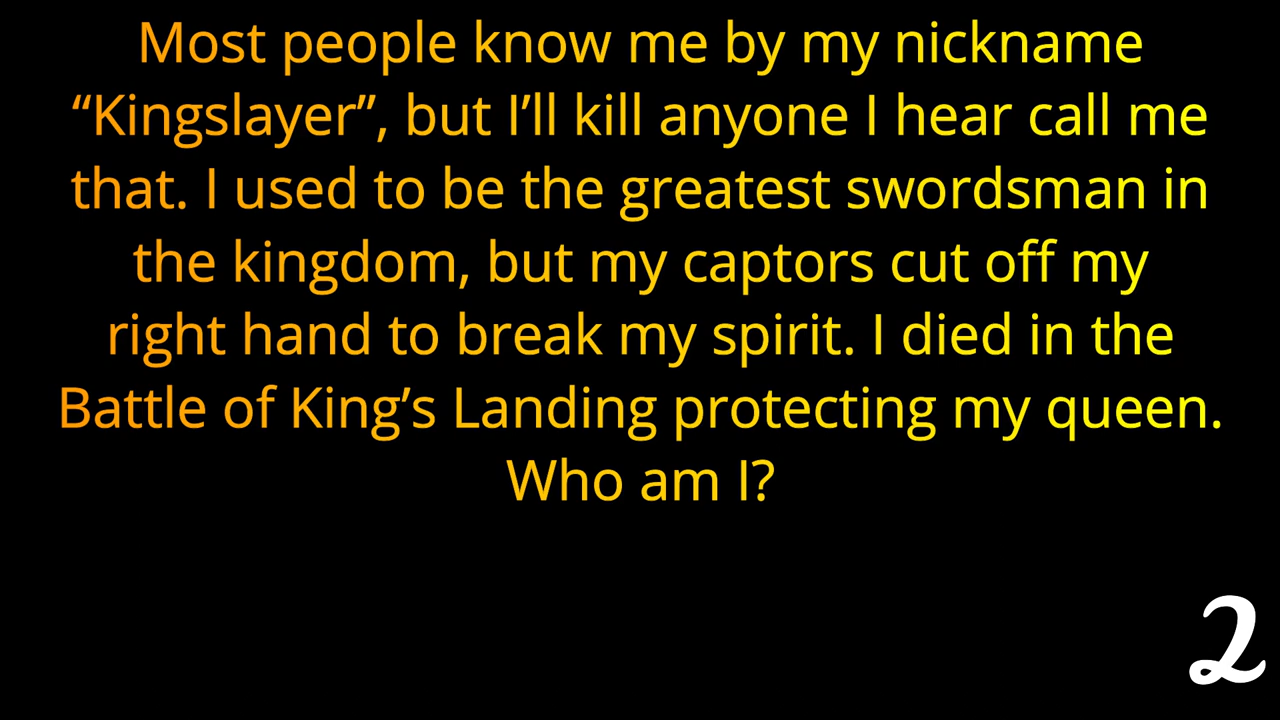 Most people know me by my nickname
“Kingslayer”, but I’ll kill anyone I hear call me
that. I used to be the greatest swordsman in
the kingdom, but my captors cut off my
right hand to break my spirit. I died in the
Battle of King’s Landing protecting my queen.
Who am I?
2